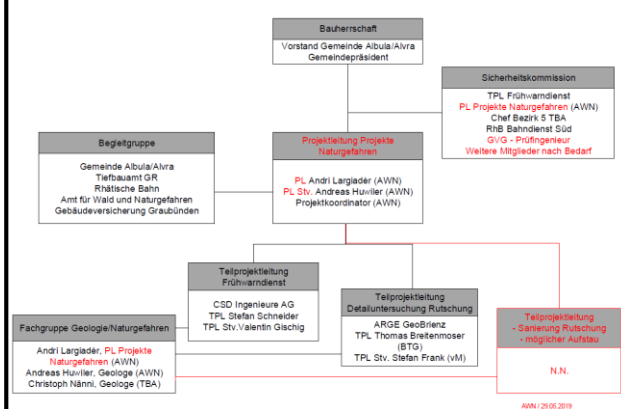 Bauherrschaft
Vorstand Gemeinde Albula/Alvra
Gemeindepräsident
Sicherheitskommission
TPL Frühwarndienst
PL Projekte Naturgefahren (AWN)
Chef Bezirk 5 TBA
RhB Bahndienst Süd
GVG - Prüfingenieur
Weitere Mitglieder nach Bedarf
Begleitgruppe
Gemeinde Albula/Alvra
Tiefbauamt GR
Rhätische Bahn
Amt für Wald und Naturgefahren
Gebäudeversicherung Graubünden
Projektleitung Projekte
Naturgefahren
PL Andri Largiadèr (AWN)
PL Stv. Andreas Huwiler (AWN)
Projektkoordinator (AWN)
Teilprojektleitung
Frühwarndienst
CSD Ingenieure AG
TPL Stefan Schneider
TPL Stv.Valentin Gischig
Teilprojektleitung
Detailuntersuchung Rutschung
ARGE GeoBrienz
TPL Thomas Breitenmoser
(BTG)
TPL Stv. Stefan Frank (vM)
Teilprojektleitung
- Sanierung Rutschung
- möglicher Aufstau
N.N.
Fachgruppe Geologie/Naturgefahren
Andri Largiadèr, PL Projekte
Naturgefahren (AWN)
Andreas Huwiler, Geologe (AWN)
Christoph Nänni, Geologe (TBA)
AWN / 29.05.2019